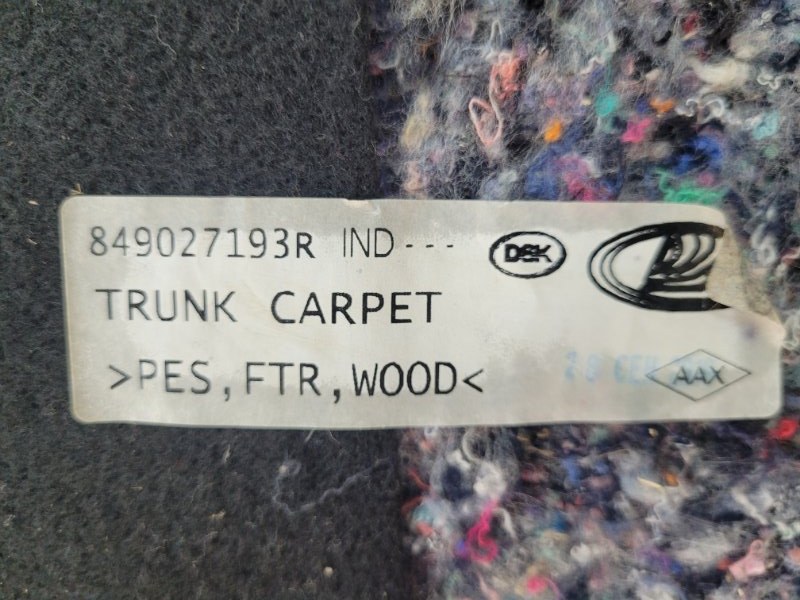 849027193R IND---
DSK
TRUNK CARPET
>PES,FTR,WOOD<
AAX